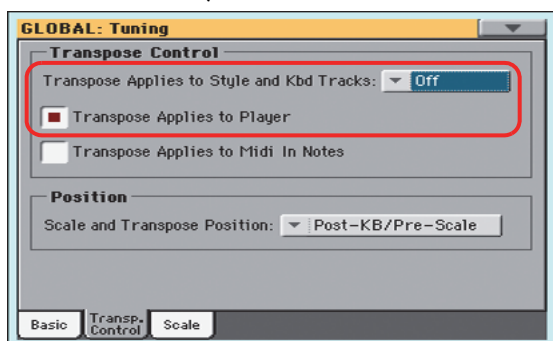 GLOBAL: Tuning
Transpose Control
Transpose Applies to Style and Kbd Tracks: Off
Transpose Applies to Player
Transpose Applies to Midi In Notes
Position
Scale and Transpose Position: Post-KB/Pre-Scale
Basic Transp. Control Scale